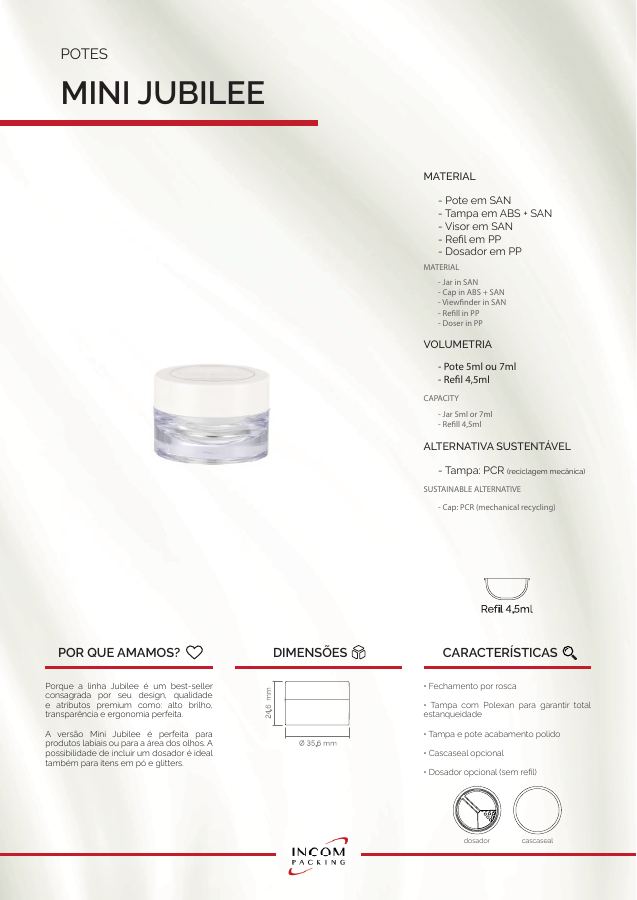 POTES
MINI JUBILEE
MATERIAL
- Pote em SAN
- Tampa em ABS + SAN
- Visor em SAN
- Refil em PP
- Dosador em PP
MATERIAL
- Jar in SAN
- Cap in ABS + SAN
- Viewfinder in SAN
- Refill in PP
- Doser in PP
VOLUMETRIA
- Pote 5ml ou 7ml
- Refil 4,5ml
CAPACITY
- Jar 5ml or 7ml
- Refill 4,5ml
ALTERNATIVA SUSTENTÁVEL
- Tampa: PCR (reciclagem mecânica)
SUSTAINABLE ALTERNATIVE
- Cap: PCR (mechanical recycling)
Refil 4,5ml
POR QUE AMAMOS?
Porque a linha Jubilee é um best-seller
consagrada por seu design, qualidade
e atributos premium como: alto brilho,
transparência e ergonomia perfeita.
A versão Mini Jubilee é perfeita para
produtos labiais ou para a área dos olhos. A
possibilidade de incluir um dosador é ideal
também para itens em pó e glitters.
DIMENSÕES
24,6 mm
Ø 35,6 mm
CARACTERÍSTICAS
• Fechamento por rosca
• Tampa com Polexan para garantir total
estanqueidade
• Tampa e pote acabamento polido
• Cascaseal opcional
• Dosador opcional (sem refil)
dosador
cascaseal
INCOM
PACKING